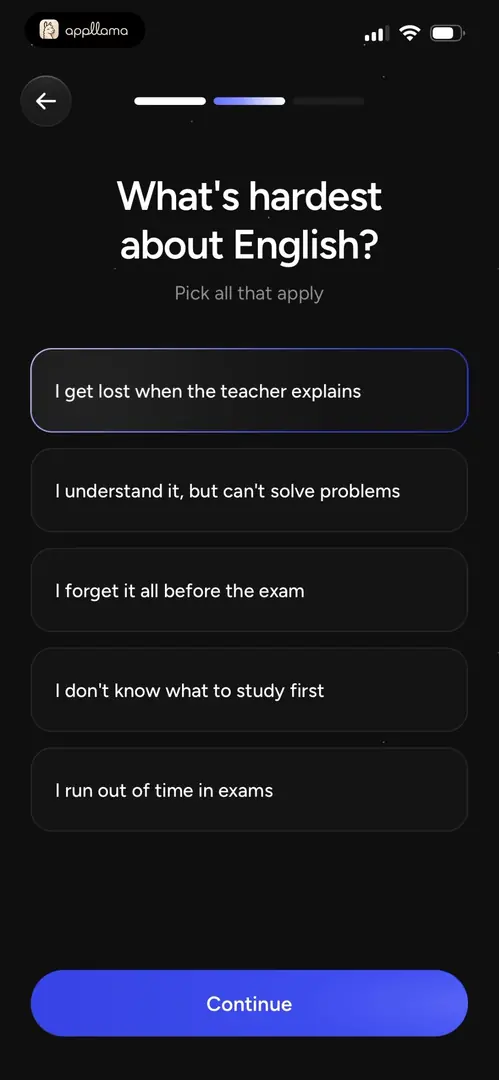 appllama
What's hardest
about English?
Pick all that apply
I get lost when the teacher explains
I understand it, but can't solve problems
I forget it all before the exam
I don't know what to study first
I run out of time in exams
Continue